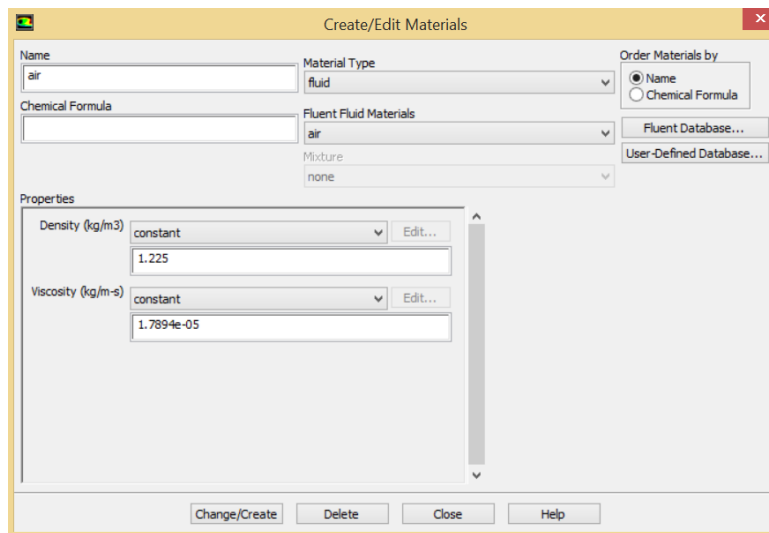 Create/Edit Materials
Name
air
Chemical Formula
Material Type
fluid
Fluent Fluid Materials
air
Mixture
none
Order Materials by
Name
Chemical Formula
Fluent Database...
User-Defined Database...
Properties
Density (kg/m3)
constant
Edit...
1.225
Viscosity (kg/m-s)
constant
Edit...
1.7894e-05
Change/Create
Delete
Close
Help